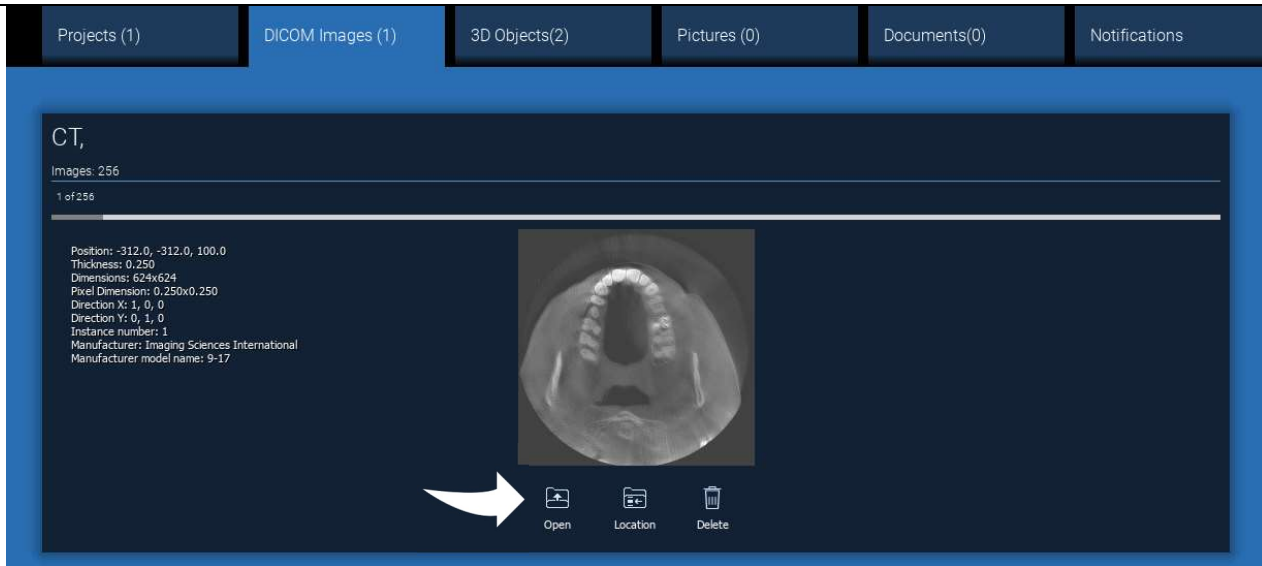 Projects (1)
DICOM Images (1)
3D Objects(2)
Pictures (0)
Documents(0)
Notifications
CT,
Images: 256
1 of 256
Position: -312.0, -312.0, 100.0
Thickness: 0.250
Dimensions: 624x624
Pixel Dimension: 0.250x0.250
Direction X: 1, 0, 0
Direction Y: 0, 1, 0
Instance number: 1
Manufacturer: Imaging Sciences International
Manufacturer model name: 9-17
Open
Location
Delete